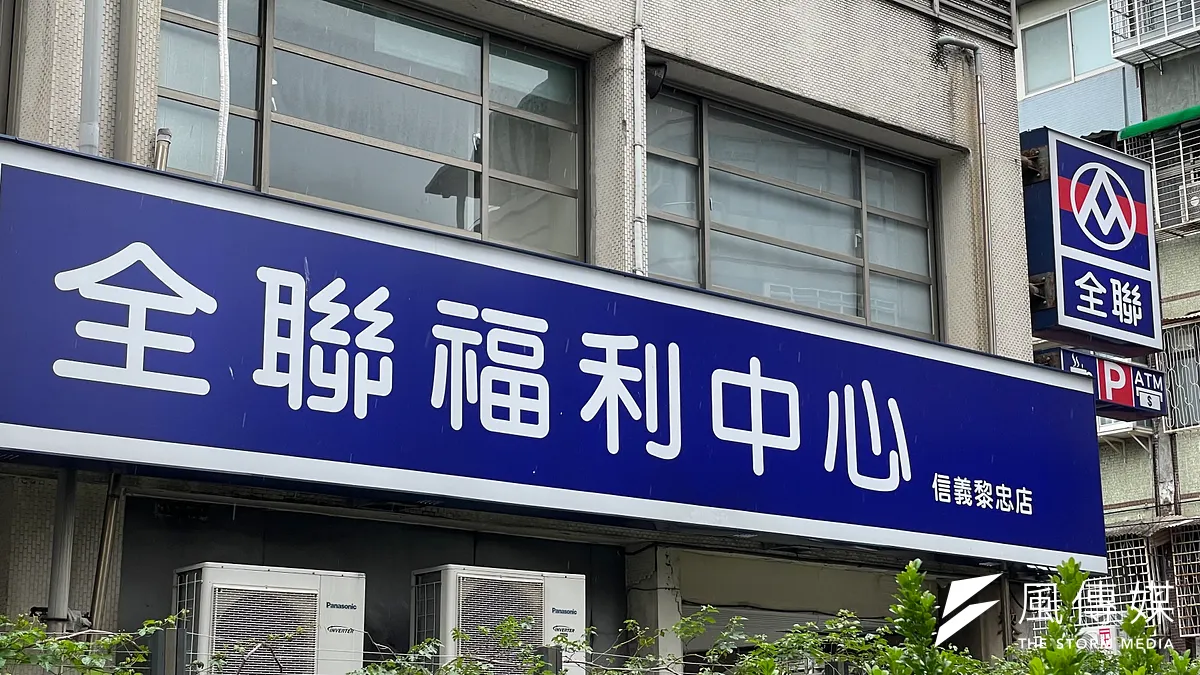 全聯福利中心
信義黎忠店
全聯
P
ATM
$
Panasonic
INVERTER
Panasonic
INVERTER
風傳媒
THE STORM MEDIA